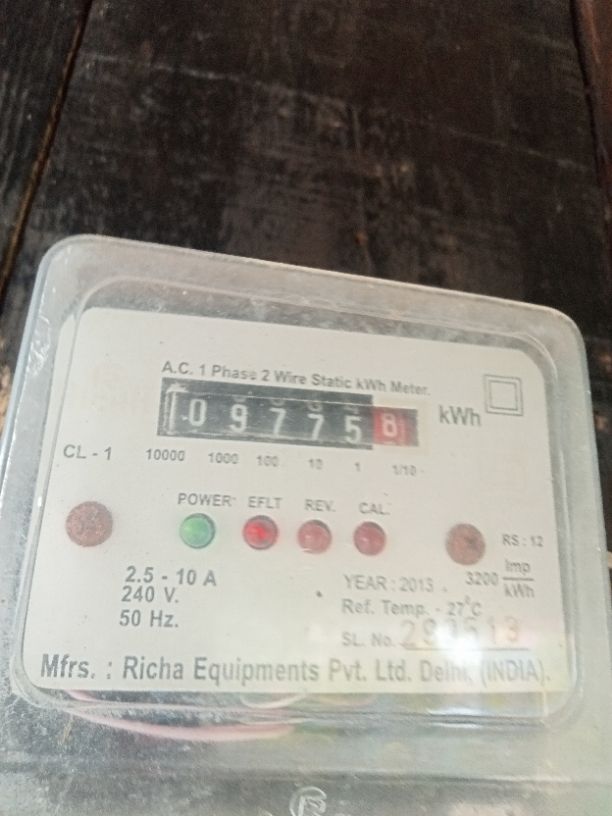 A.C. 1 Phase 2 Wire Static kWh Meter.
09775 8 kWh
CL - 1 10000 1000 100 10 1 1/10
POWER EFLT REV. CAL.
RS : 12
2.5 - 10 A
240 V.
50 Hz.
YEAR : 2013 . 3200 Imp/kWh
Ref. Temp. - 27°C
SL. No.
Mfrs. : Richa Equipments Pvt. Ltd. Delhi. (INDIA).